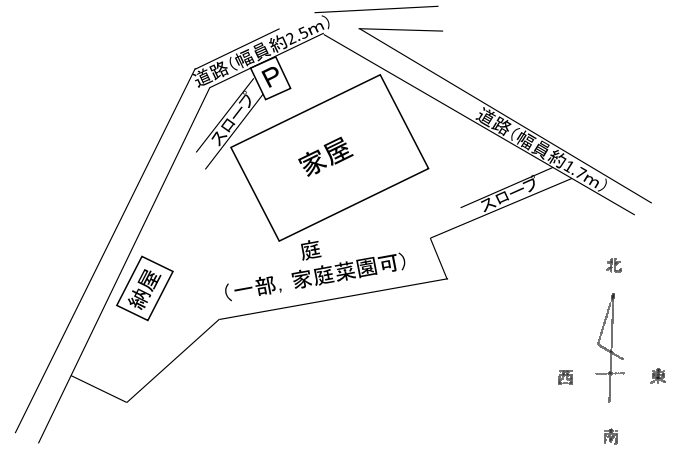 道路（幅員約2.5m）
P
スロープ
家屋
道路（幅員約1.7m）
スロープ
庭
（一部，家庭菜園可）
納屋
北
西
東
南